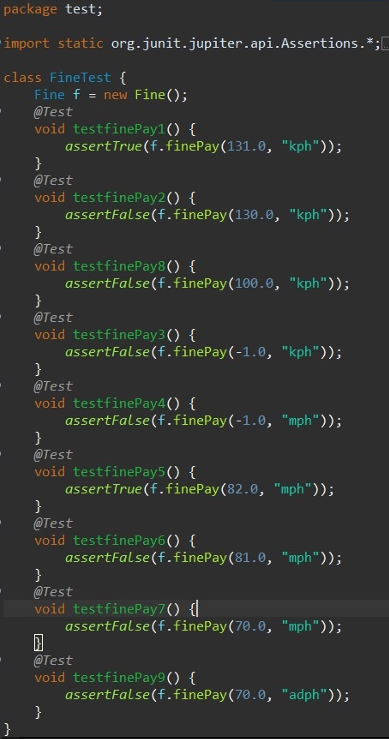 package test;
import static org.junit.jupiter.api.Assertions.*;
class FineTest {
Fine f = new Fine();
@Test
void testfinePay1() {
assertTrue(f.finePay(131.0, "kph"));
}
@Test
void testfinePay2() {
assertFalse(f.finePay(130.0, "kph"));
}
@Test
void testfinePay8() {
assertFalse(f.finePay(100.0, "kph"));
}
@Test
void testfinePay3() {
assertFalse(f.finePay(-1.0, "kph"));
}
@Test
void testfinePay4() {
assertFalse(f.finePay(-1.0, "mph"));
}
@Test
void testfinePay5() {
assertTrue(f.finePay(82.0, "mph"));
}
@Test
void testfinePay6() {
assertFalse(f.finePay(81.0, "mph"));
}
@Test
void testfinePay7() {
assertFalse(f.finePay(70.0, "mph"));
}
@Test
void testfinePay9() {
assertFalse(f.finePay(70.0, "adph"));
}
}